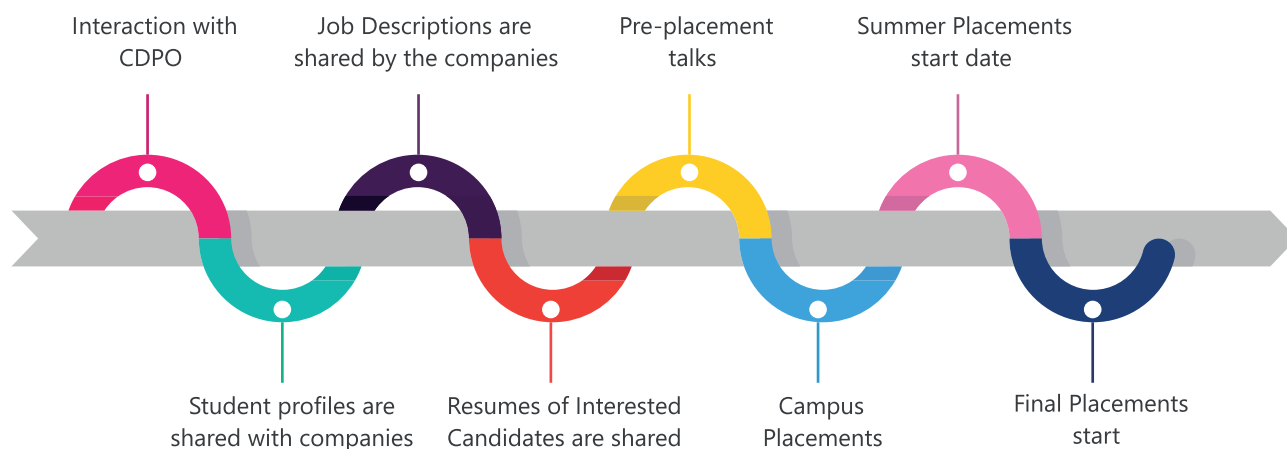 Interaction with
CDPO
Job Descriptions are
shared by the companies
Pre-placement
talks
Summer Placements
start date
Student profiles are
shared with companies
Resumes of Interested
Candidates are shared
Campus
Placements
Final Placements
start